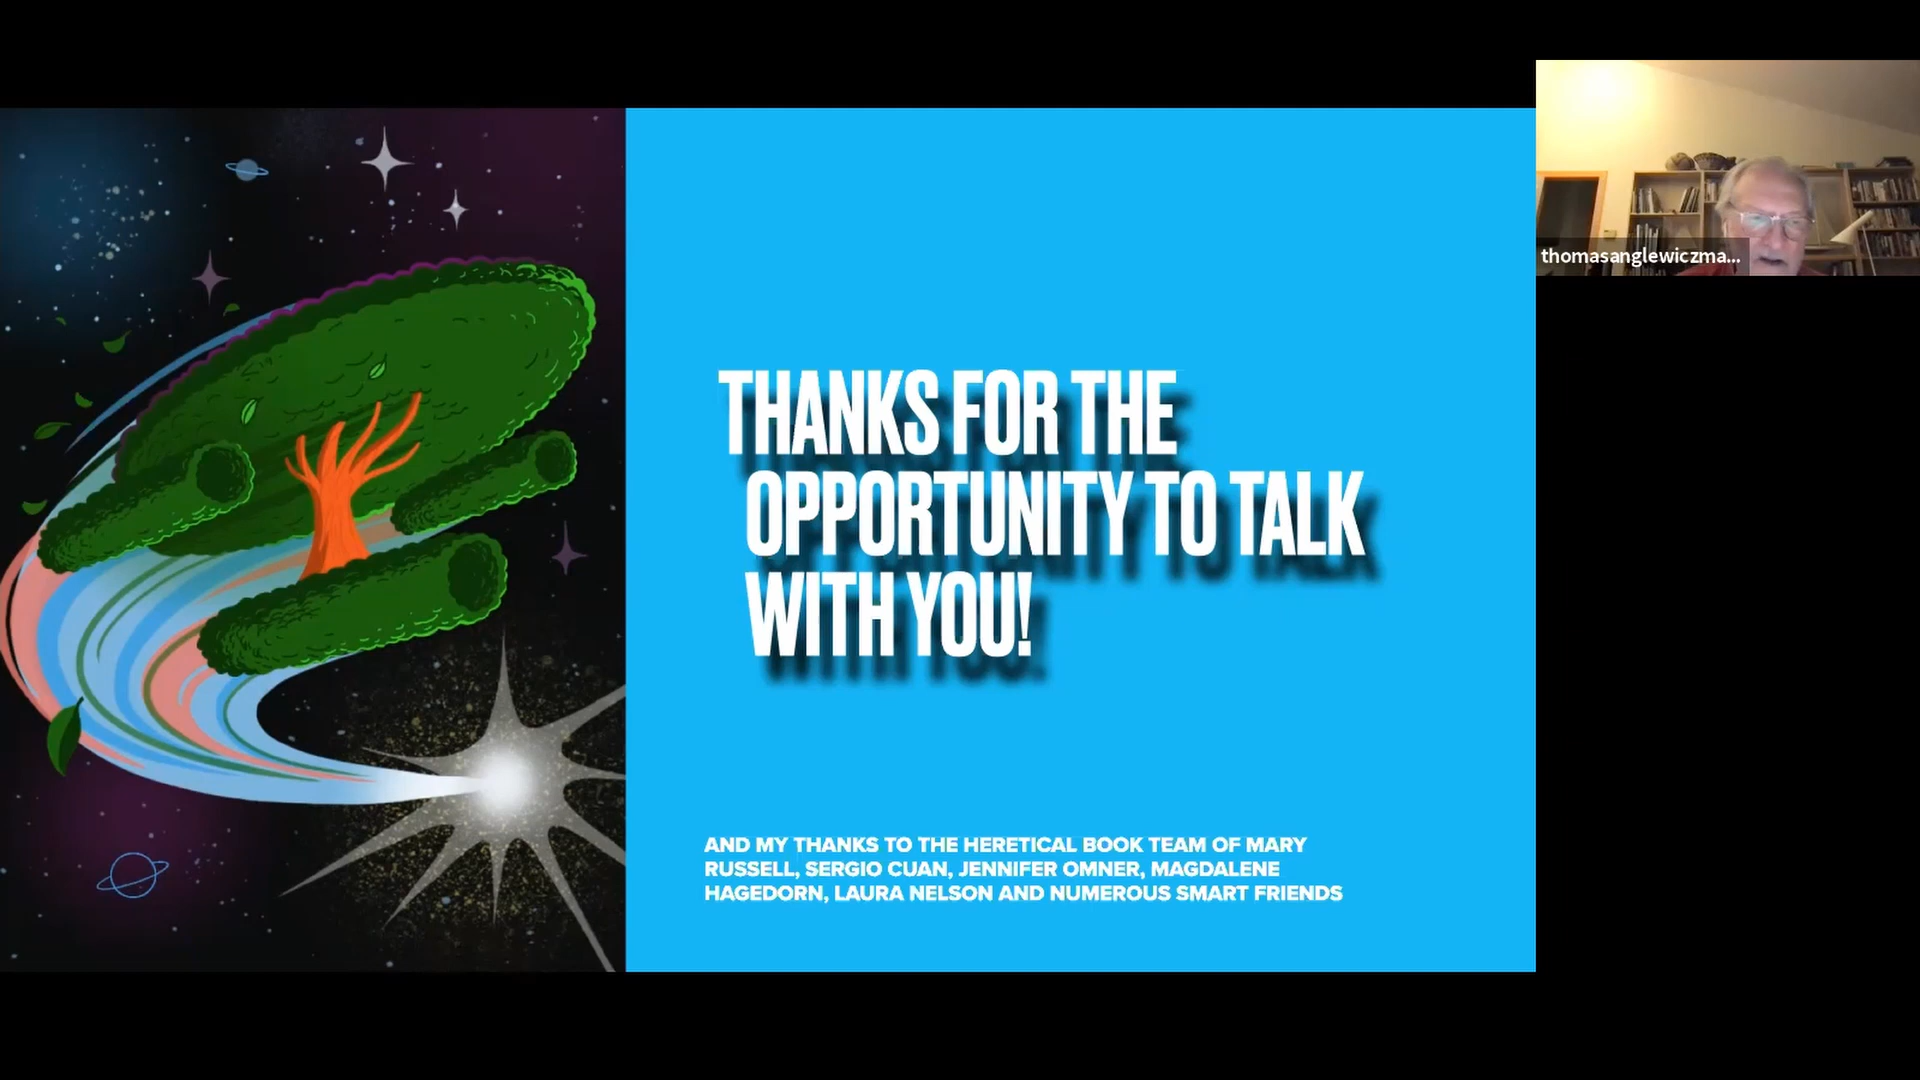 thomasanglewiczma...
THANKS FOR THE
OPPORTUNITY TO TALK
WITH YOU!
AND MY THANKS TO THE HERETICAL BOOK TEAM OF MARY
RUSSELL, SERGIO CUAN, JENNIFER OMNER, MAGDALENE
HAGEDORN, LAURA NELSON AND NUMEROUS SMART FRIENDS